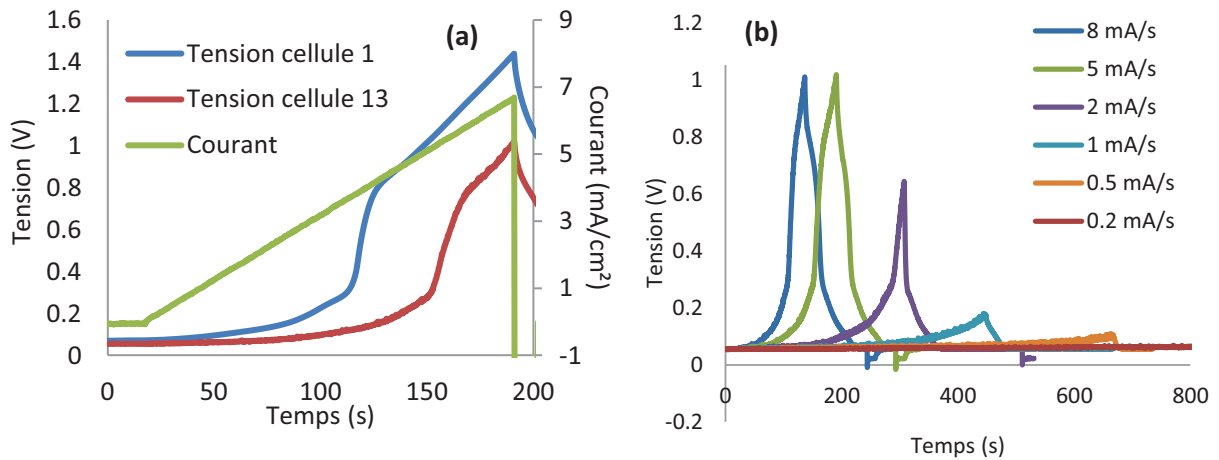 (a)
Tension cellule 1
Tension cellule 13
Courant
Tension (V)
1.6
1.4
1.2
1
0.8
0.6
0.4
0.2
0
Courant (mA/cm²)
9
7
5
3
1
-1
0
50
100
150
200
Temps (s)
(b)
8 mA/s
5 mA/s
2 mA/s
1 mA/s
0.5 mA/s
0.2 mA/s
Tension (V)
1.2
1
0.8
0.6
0.4
0.2
0
-0.2
0
200
400
600
800
Temps (s)